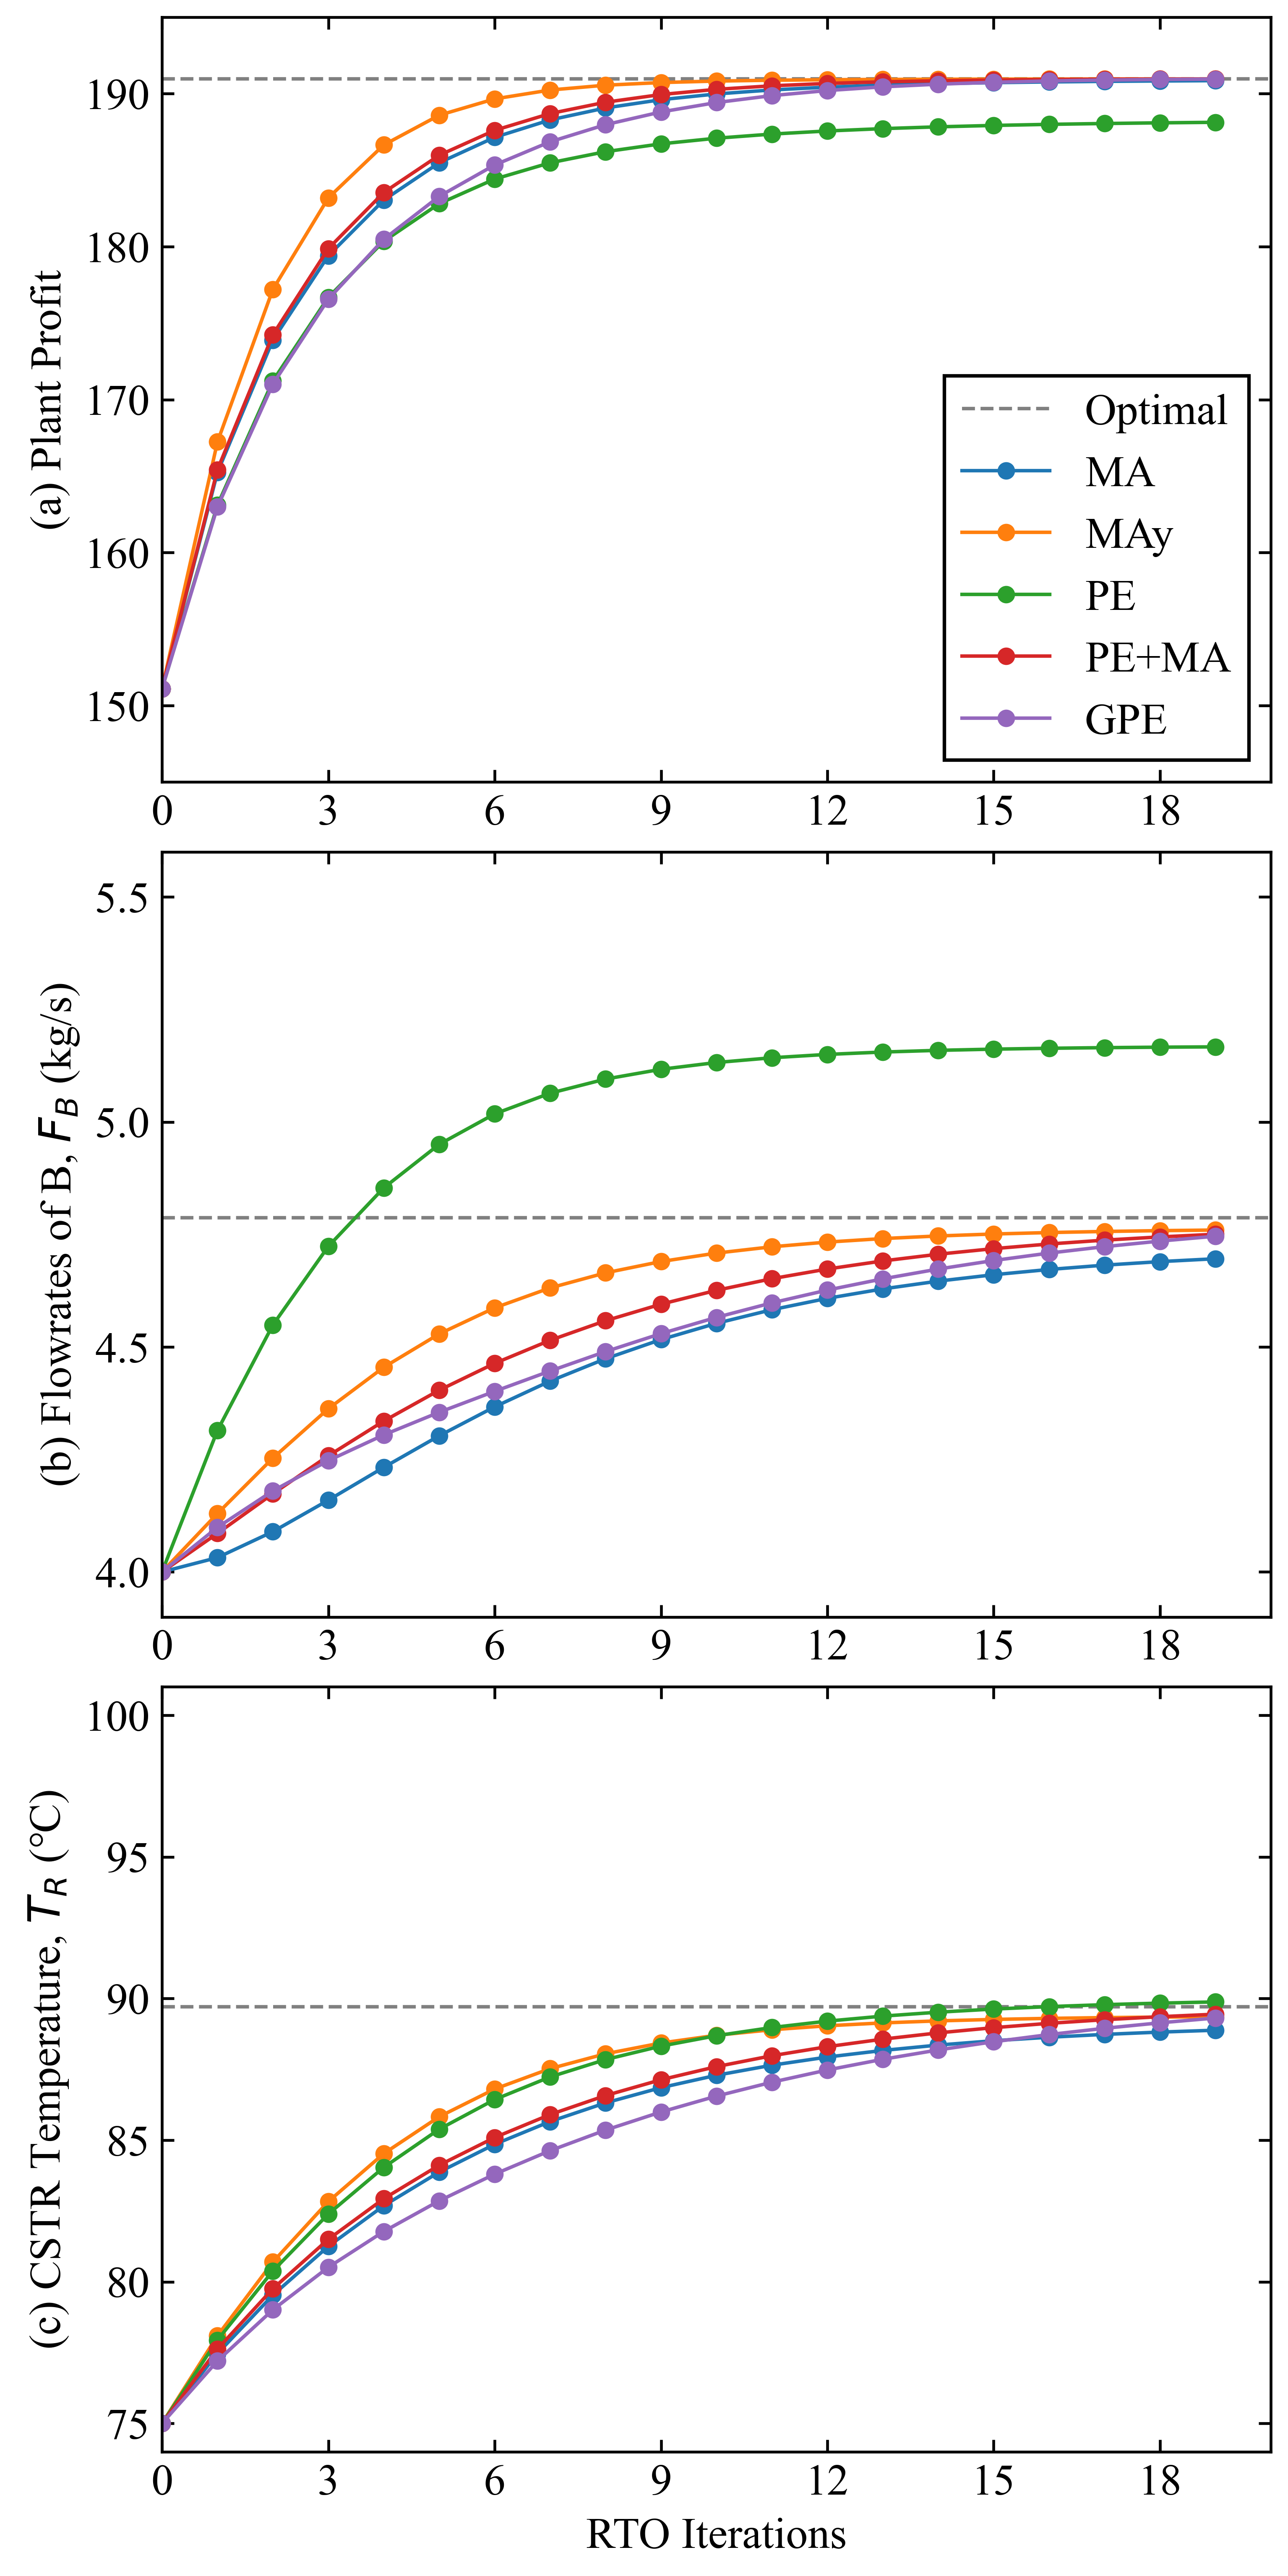 (a) Plant Profit
190
180
170
160
150
Optimal
MA
MAy
PE
PE+MA
GPE
0 3 6 9 12 15 18
(b) Flowrates of B, F_B (kg/s)
5.5
5.0
4.5
4.0
0 3 6 9 12 15 18
(c) CSTR Temperature, T_R (°C)
100
95
90
85
80
75
0 3 6 9 12 15 18
RTO Iterations